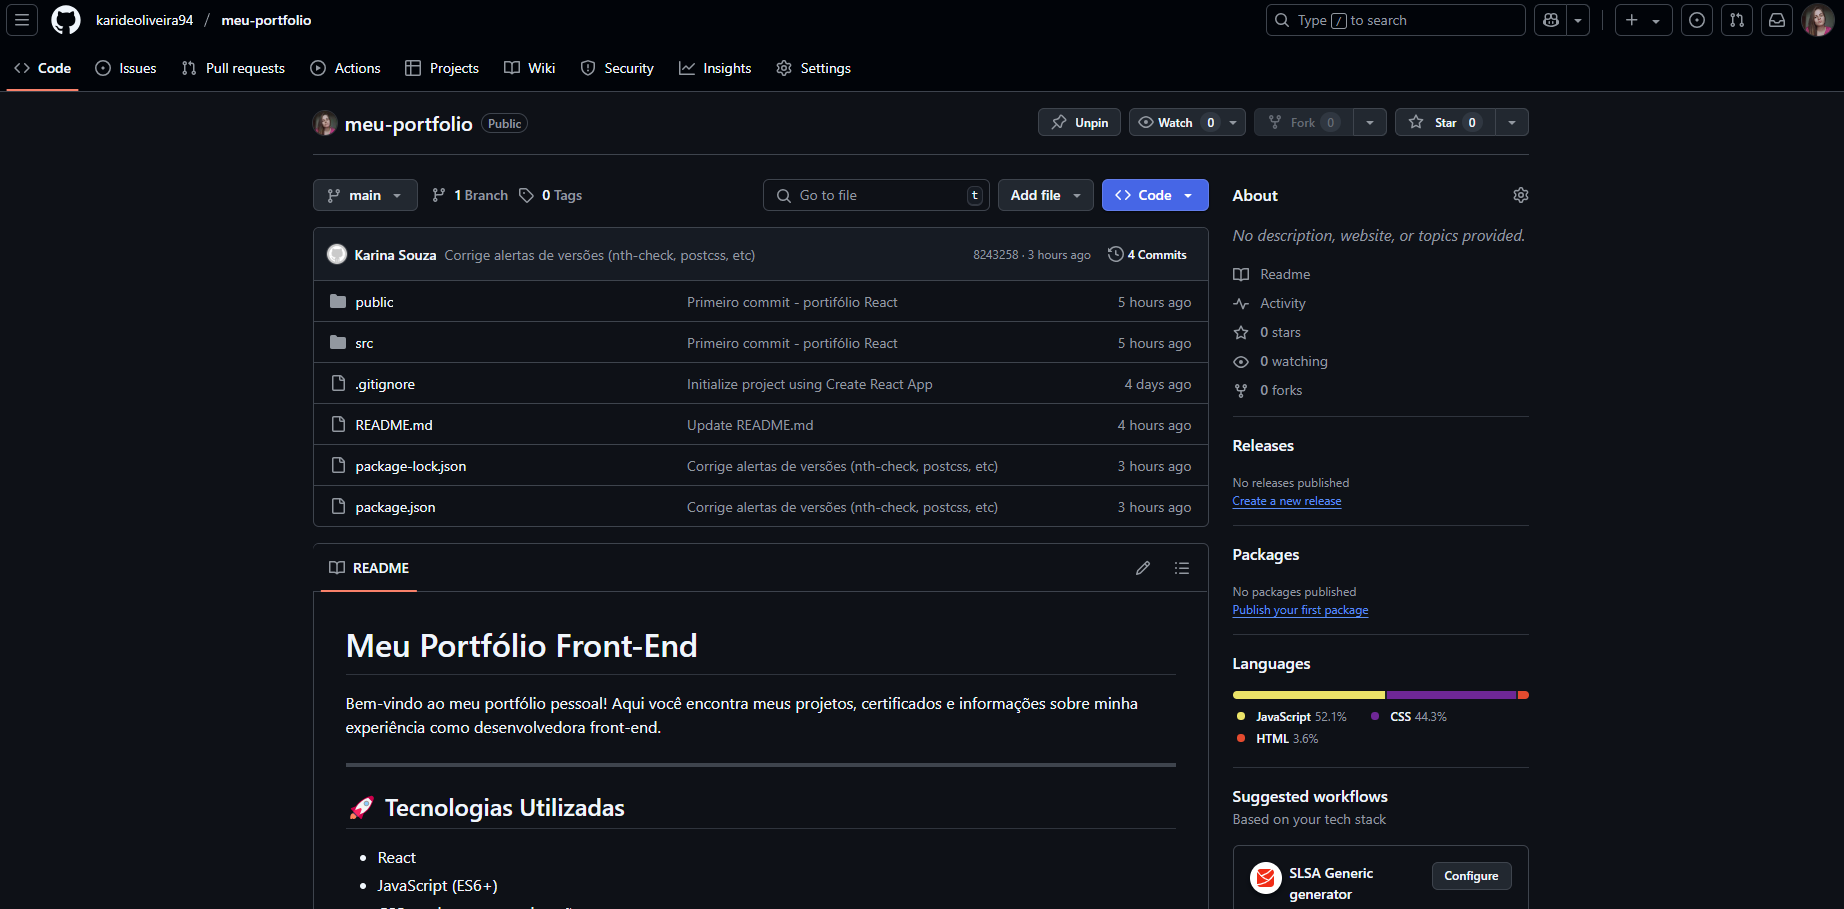 karideoliveira94 / meu-portfolio
Type / to search
Code
Issues
Pull requests
Actions
Projects
Wiki
Security
Insights
Settings
meu-portfolio Public
Unpin
Watch 0
Fork 0
Star 0
main
1 Branch
0 Tags
Go to file t
Add file
Code
Karina Souza Corrige alertas de versões (nth-check, postcss, etc) 8243258 · 3 hours ago 4 Commits
public Primeiro commit - portifólio React 5 hours ago
src Primeiro commit - portifólio React 5 hours ago
.gitignore Initialize project using Create React App 4 days ago
README.md Update README.md 4 hours ago
package-lock.json Corrige alertas de versões (nth-check, postcss, etc) 3 hours ago
package.json Corrige alertas de versões (nth-check, postcss, etc) 3 hours ago
README
Meu Portfólio Front-End
Bem-vindo ao meu portfólio pessoal! Aqui você encontra meus projetos, certificados e informações sobre minha
experiência como desenvolvedora front-end.
🚀 Tecnologias Utilizadas
• React
• JavaScript (ES6+)
About
No description, website, or topics provided.
Readme
Activity
0 stars
0 watching
0 forks
Releases
No releases published
Create a new release
Packages
No packages published
Publish your first package
Languages
JavaScript 52.1% CSS 44.3%
HTML 3.6%
Suggested workflows
Based on your tech stack
SLSA Generic
generator
Configure